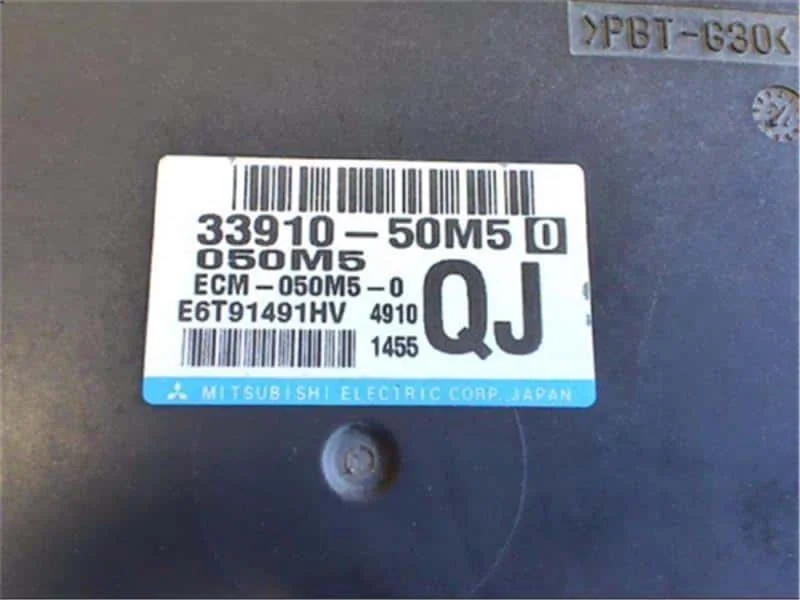 >PBT-G30<
33910-50M5 0
050M5
ECM-050M5-0
E6T91491HV 4910
QJ
1455
MITSUBISHI ELECTRIC CORP. JAPAN